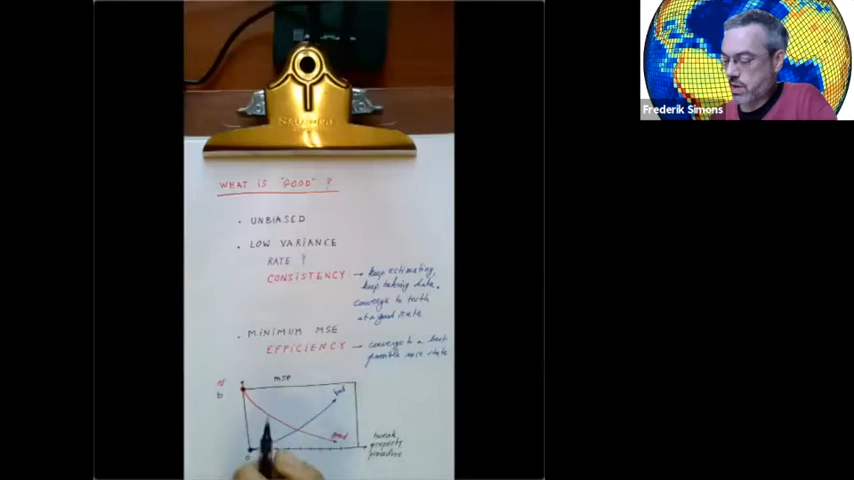 Frederik Simons
WHAT IS "GOOD" ?
• UNBIASED
• LOW VARIANCE
RATE ?
CONSISTENCY → keep estimating,
keep taking data.
converge to truth
at a good rate
• MINIMUM MSE
EFFICIENCY → converge to a best
possible
MSE
b
bad
good
tweak
property
procedure
0